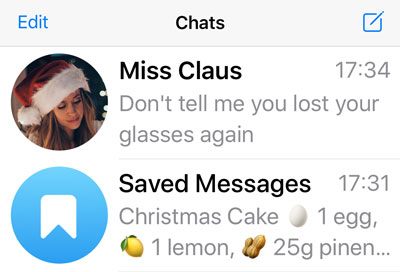 Edit Chats
Miss Claus 17:34
Don't tell me you lost your
glasses again
Saved Messages 17:31
Christmas Cake 🥚 1 egg,
🍋 1 lemon, 🥜 25g pinen...